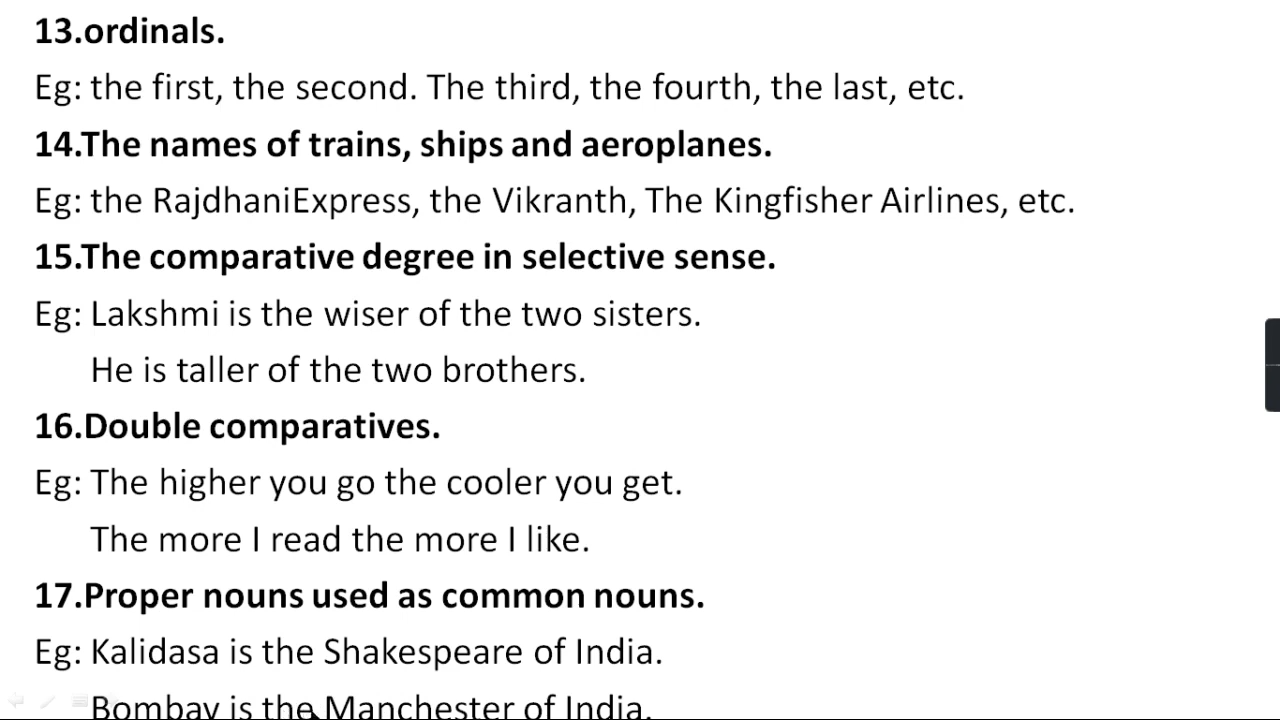 13.ordinals.
Eg: the first, the second. The third, the fourth, the last, etc.
14.The names of trains, ships and aeroplanes.
Eg: the RajdhaniExpress, the Vikranth, The Kingfisher Airlines, etc.
15.The comparative degree in selective sense.
Eg: Lakshmi is the wiser of the two sisters.
He is taller of the two brothers.
16.Double comparatives.
Eg: The higher you go the cooler you get.
The more I read the more I like.
17.Proper nouns used as common nouns.
Eg: Kalidasa is the Shakespeare of India.
Bombay is the Manchester of India.